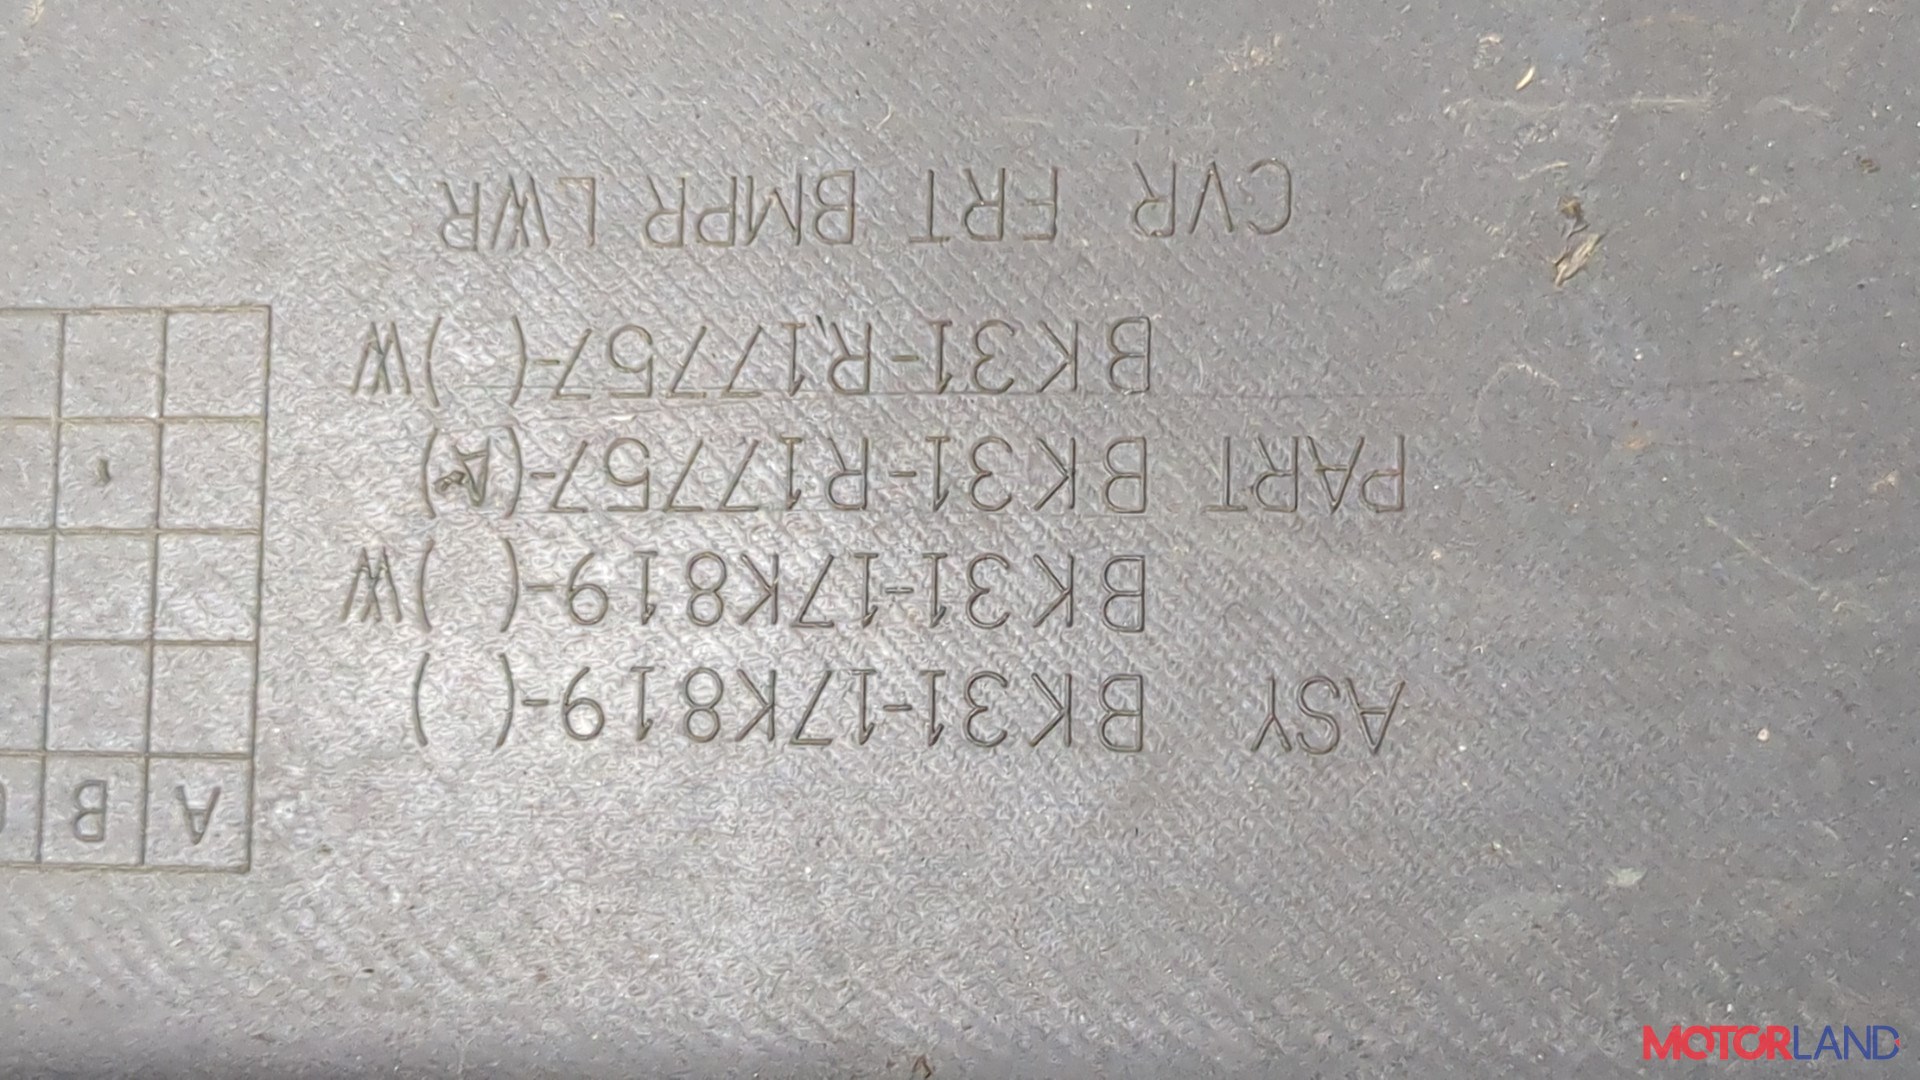 A B
ASY BK31-17K819-( )
BK31-17K819-( )W
PART BK31-R17757-(A)
BK31-R17757-( )W
CVR FRT BMPR LWR
MOTORLAND